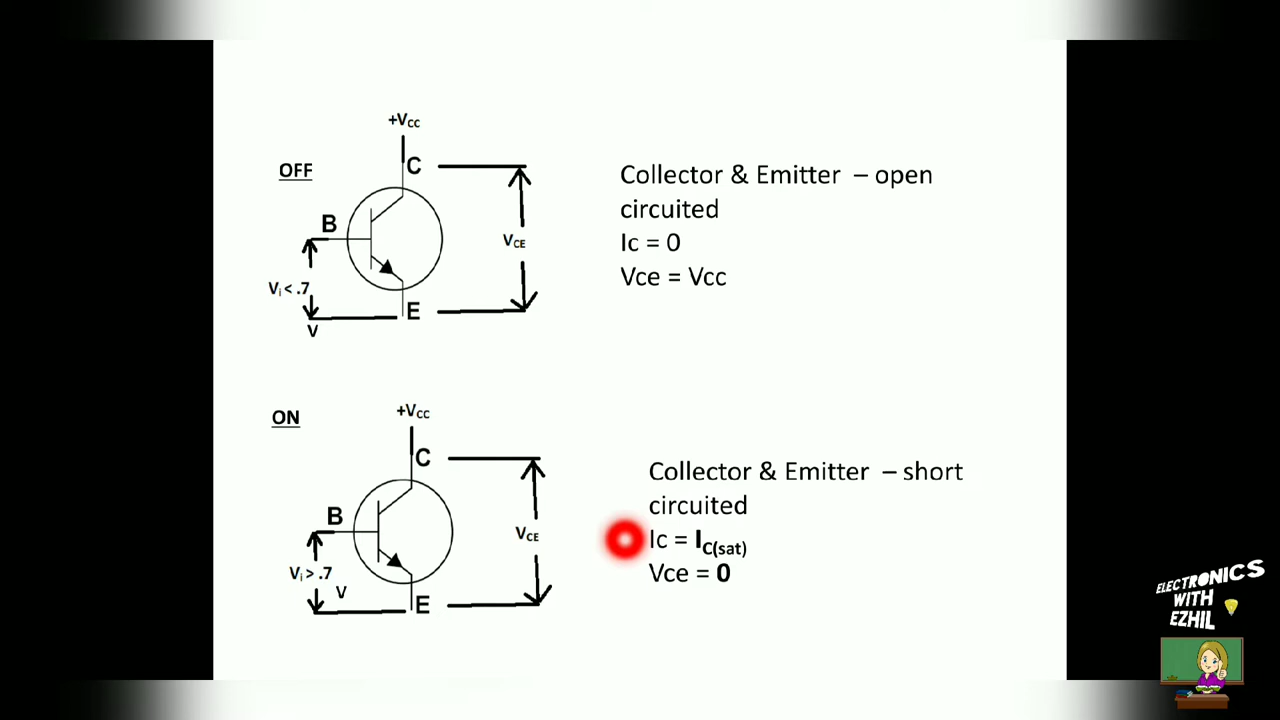 +VCC
OFF
C
B
VCE
Vi < .7
V
E
Collector & Emitter – open
circuited
Ic = 0
Vce = Vcc
ON
+VCC
C
B
VCE
Vi > .7
V
E
Collector & Emitter – short
circuited
Ic = IC(sat)
Vce = 0
ELECTRONICS
WITH
EZHIL